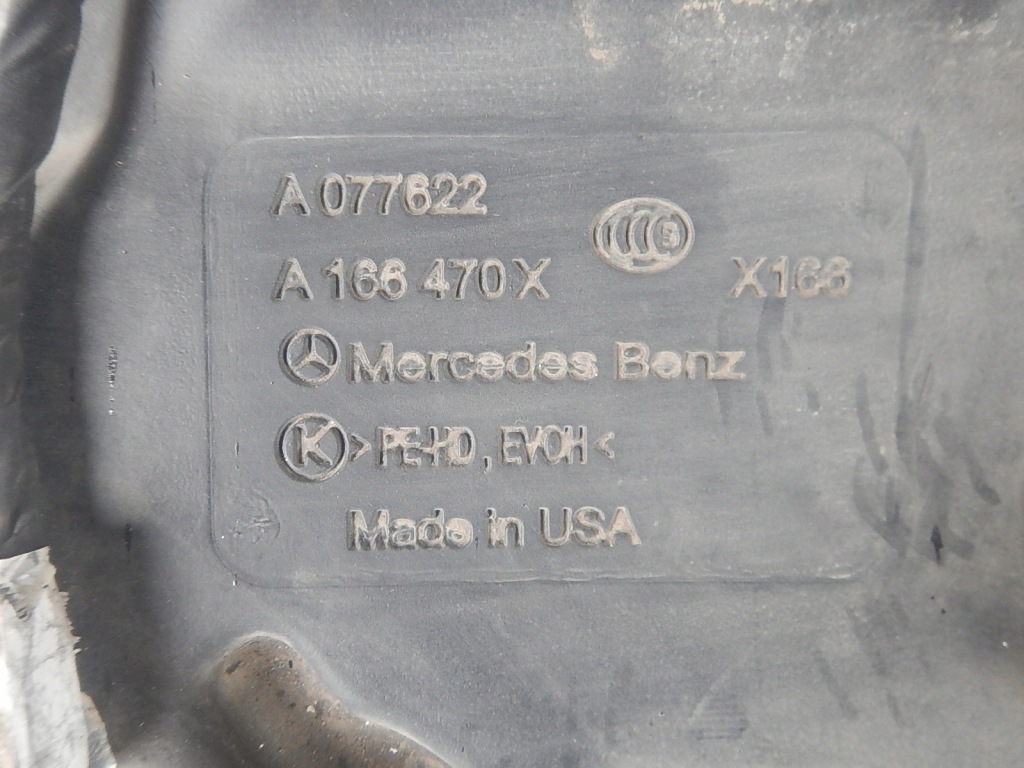 A 077622
A 166 470 X X166
Mercedes Benz
K >PE-HD, EVOH<
Made in USA